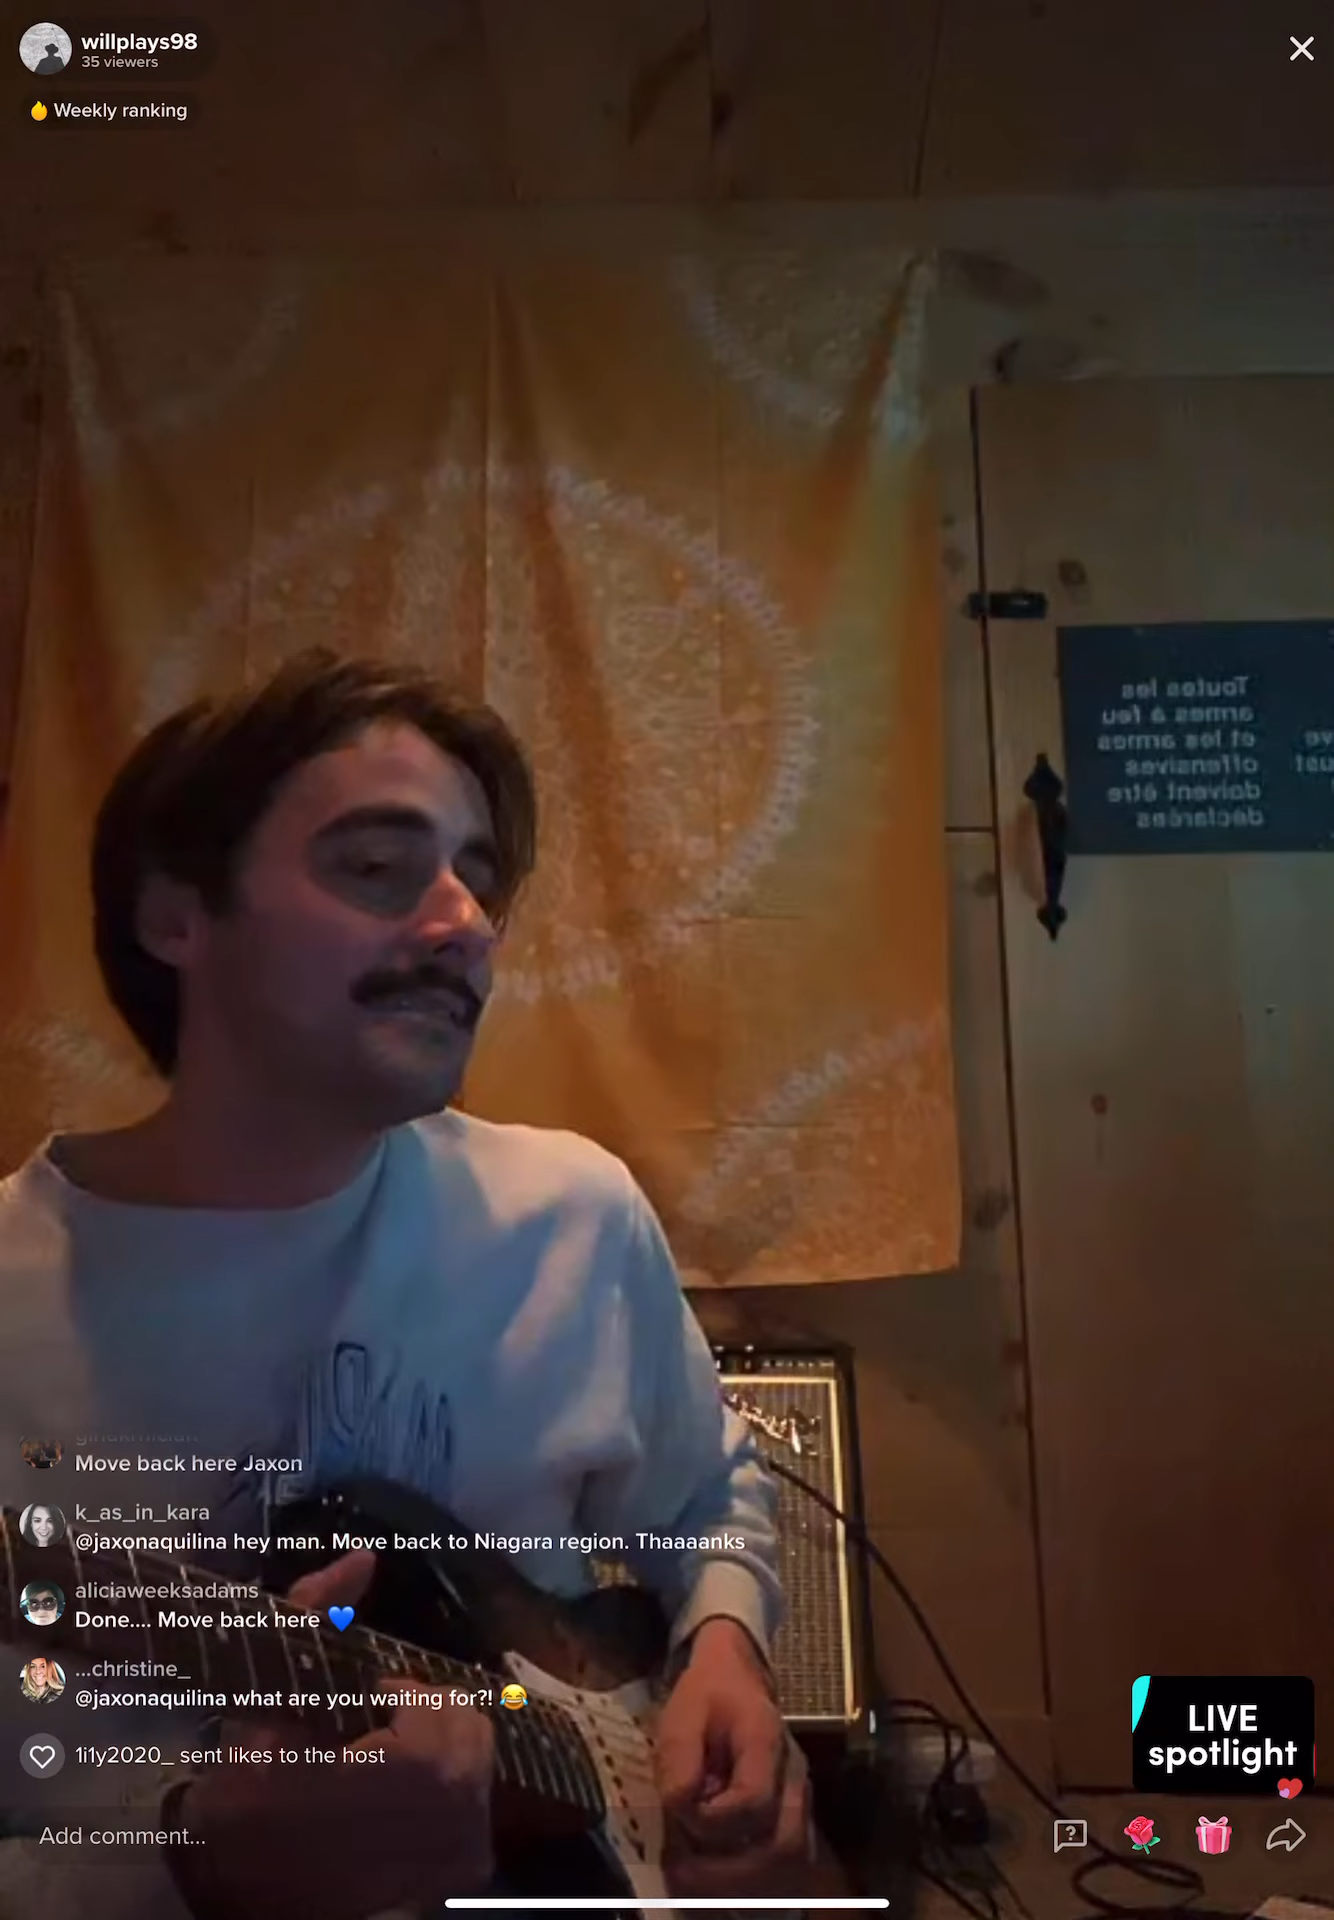 willplays98
35 viewers
Weekly ranking
Toutes les
armes à feu
et les armes
offensives
doivent être
déclarées
Move back here Jaxon
k_as_in_kara
@jaxonaquilina hey man. Move back to Niagara region. Thaaaanks
aliciaweeksadams
Done.... Move back here 💙
...christine_
@jaxonaquilina what are you waiting for?! 😂
1i1y2020_ sent likes to the host
LIVE
spotlight
Add comment...